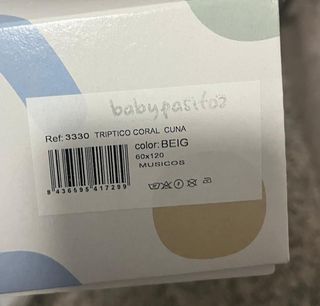 babypasitos
Ref: 3330 TRIPTICO CORAL CUNA
color: BEIG
60x120
MUSICOS
8 436595 417299